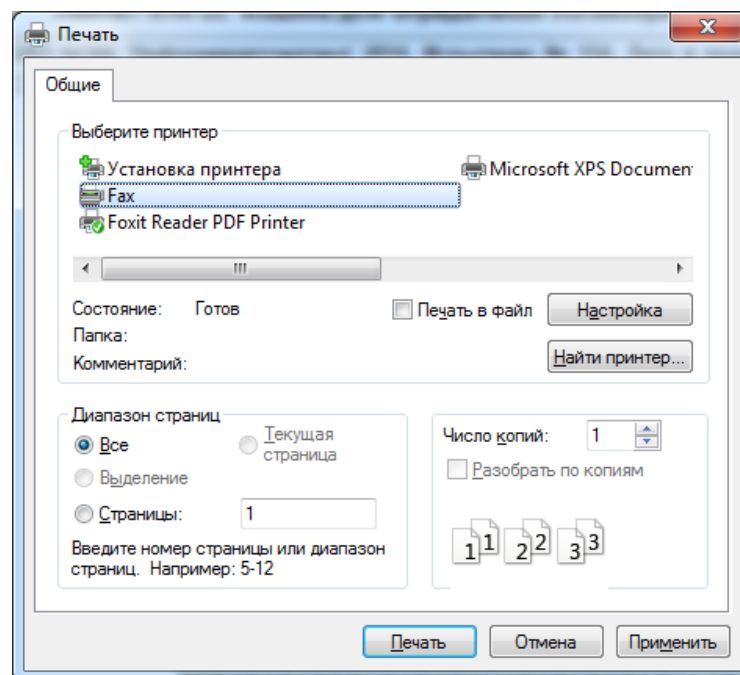 Печать
Общие
Выберите принтер
Установка принтера
Microsoft XPS Documen
Fax
Foxit Reader PDF Printer
Состояние: Готов
Печать в файл
Настройка
Папка:
Комментарий:
Найти принтер...
Диапазон страниц
Все
Текущая
страница
Выделение
Страницы: 1
Введите номер страницы или диапазон
страниц. Например: 5-12
Число копий: 1
Разобрать по копиям
1 1 2 2 3 3
Печать
Отмена
Применить